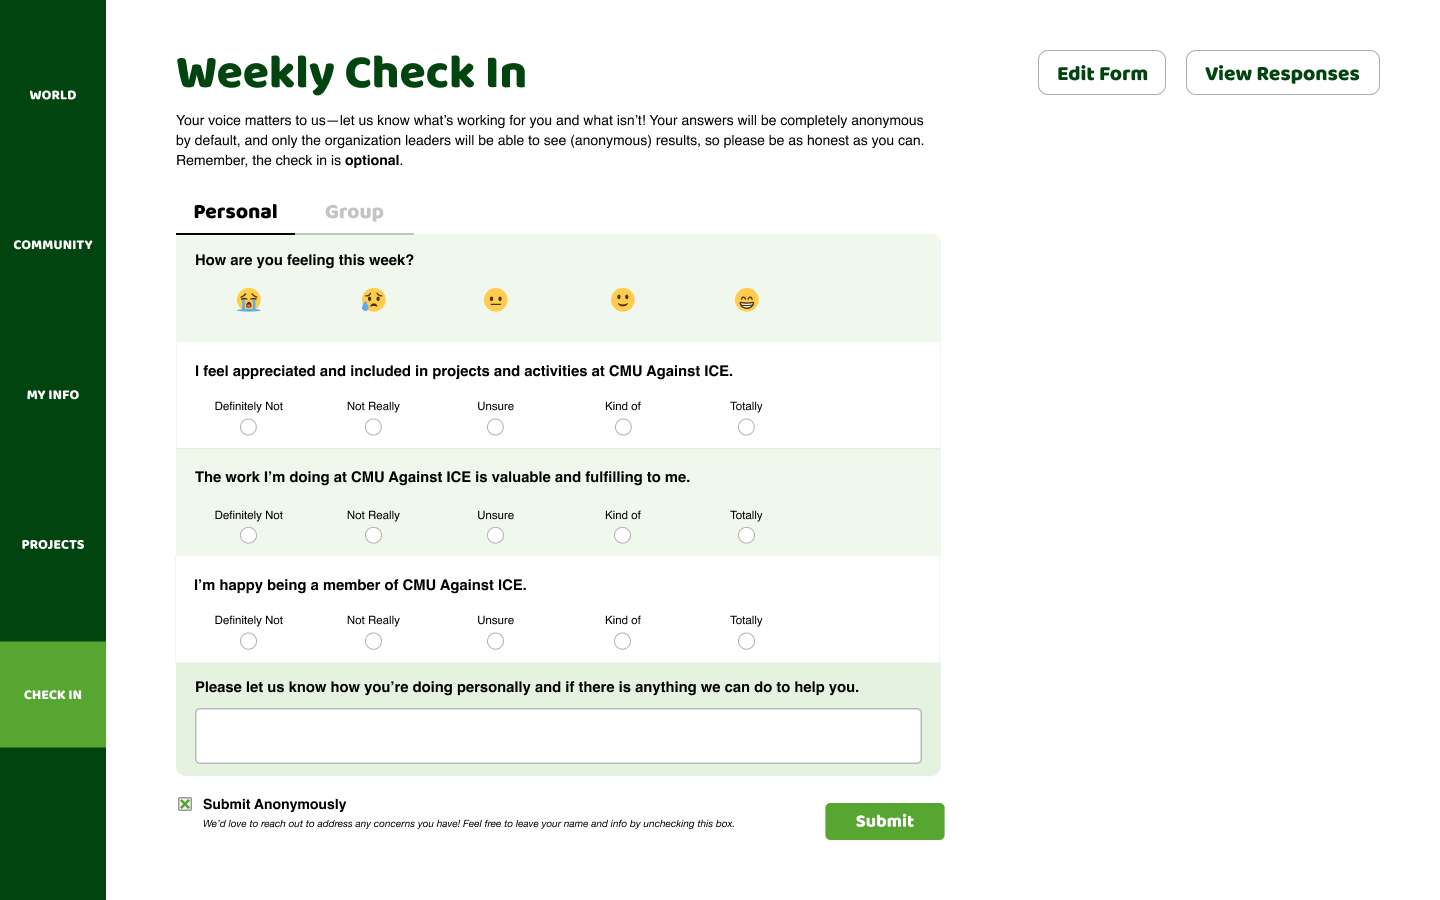 WORLD
COMMUNITY
MY INFO
PROJECTS
CHECK IN
Weekly Check In
Edit Form
View Responses
Your voice matters to us—let us know what’s working for you and what isn’t! Your answers will be completely anonymous
by default, and only the organization leaders will be able to see (anonymous) results, so please be as honest as you can.
Remember, the check in is optional.
Personal
Group
How are you feeling this week?
I feel appreciated and included in projects and activities at CMU Against ICE.
Definitely Not
Not Really
Unsure
Kind of
Totally
The work I’m doing at CMU Against ICE is valuable and fulfilling to me.
Definitely Not
Not Really
Unsure
Kind of
Totally
I’m happy being a member of CMU Against ICE.
Definitely Not
Not Really
Unsure
Kind of
Totally
Please let us know how you’re doing personally and if there is anything we can do to help you.
Submit Anonymously
We’d love to reach out to address any concerns you have! Feel free to leave your name and info by unchecking this box.
Submit